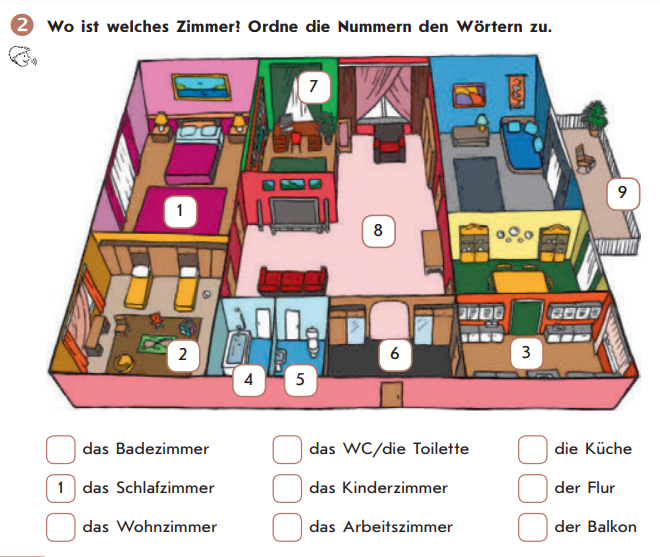 2 Wo ist welches Zimmer? Ordne die Nummern den Wörtern zu.
7
9
1
8
2
6
3
4
5
das Badezimmer das WC/die Toilette die Küche
1 das Schlafzimmer das Kinderzimmer der Flur
das Wohnzimmer das Arbeitszimmer der Balkon